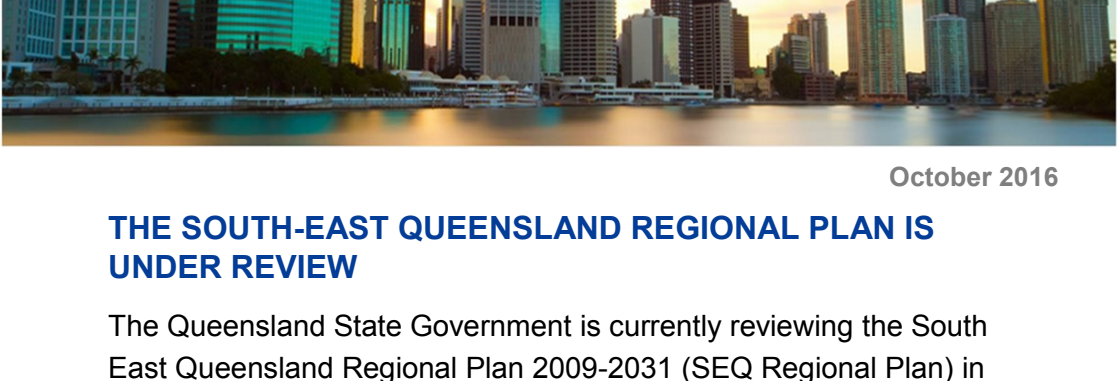 October 2016
THE SOUTH-EAST QUEENSLAND REGIONAL PLAN IS
UNDER REVIEW
The Queensland State Government is currently reviewing the South
East Queensland Regional Plan 2009-2031 (SEQ Regional Plan) in